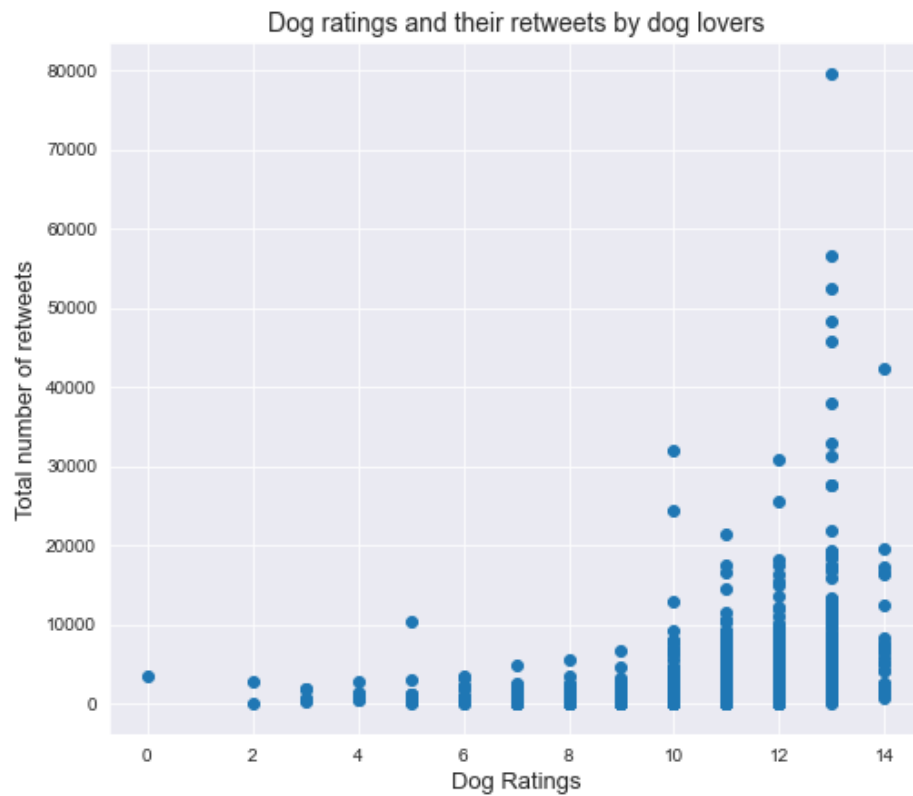 Dog ratings and their retweets by dog lovers
80000
70000
60000
50000
40000
30000
20000
10000
0
Total number of retweets
0 2 4 6 8 10 12 14
Dog Ratings